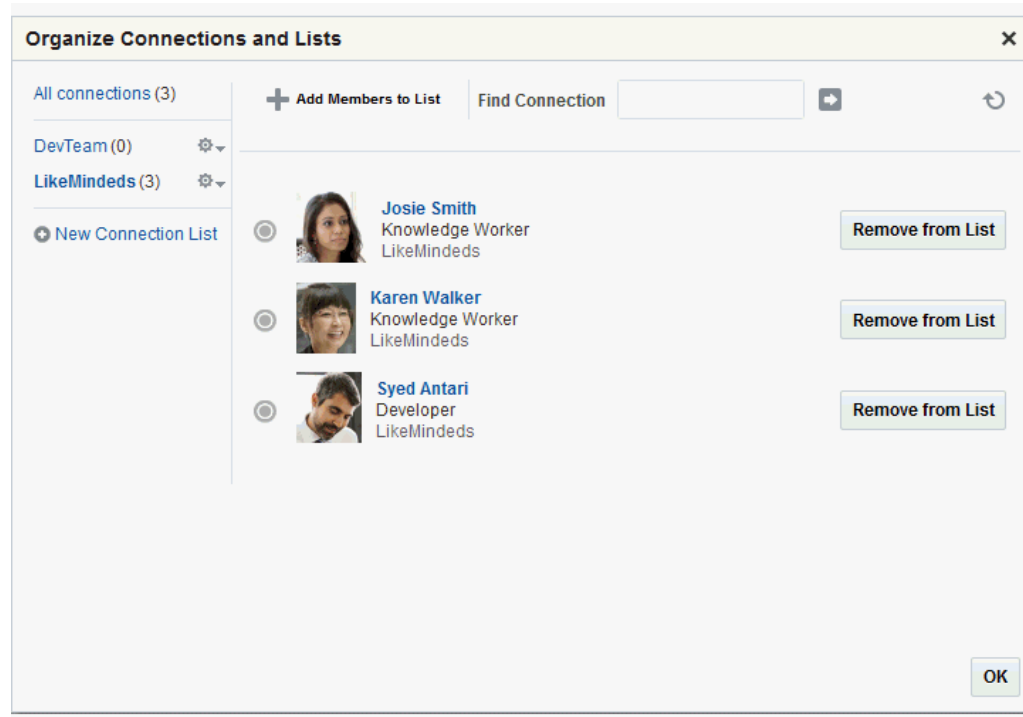 Organize Connections and Lists
All connections (3)
Add Members to List
Find Connection
DevTeam (0)
LikeMindeds (3)
New Connection List
Josie Smith
Knowledge Worker
LikeMindeds
Remove from List
Karen Walker
Knowledge Worker
LikeMindeds
Remove from List
Syed Antari
Developer
LikeMindeds
Remove from List
OK